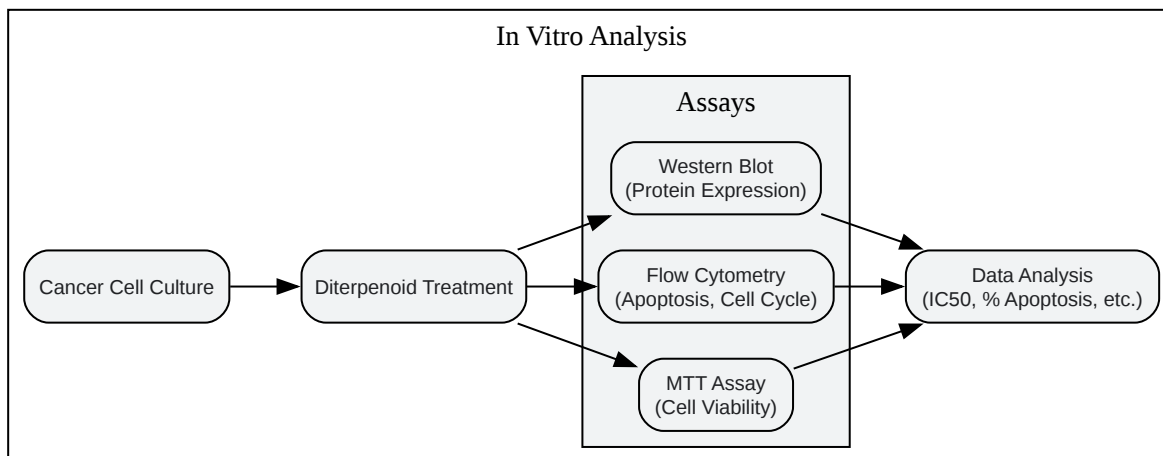 In Vitro Analysis
Assays
Western Blot
(Protein Expression)
Cancer Cell Culture
Diterpenoid Treatment
Flow Cytometry
(Apoptosis, Cell Cycle)
Data Analysis
(IC50, % Apoptosis, etc.)
MTT Assay
(Cell Viability)